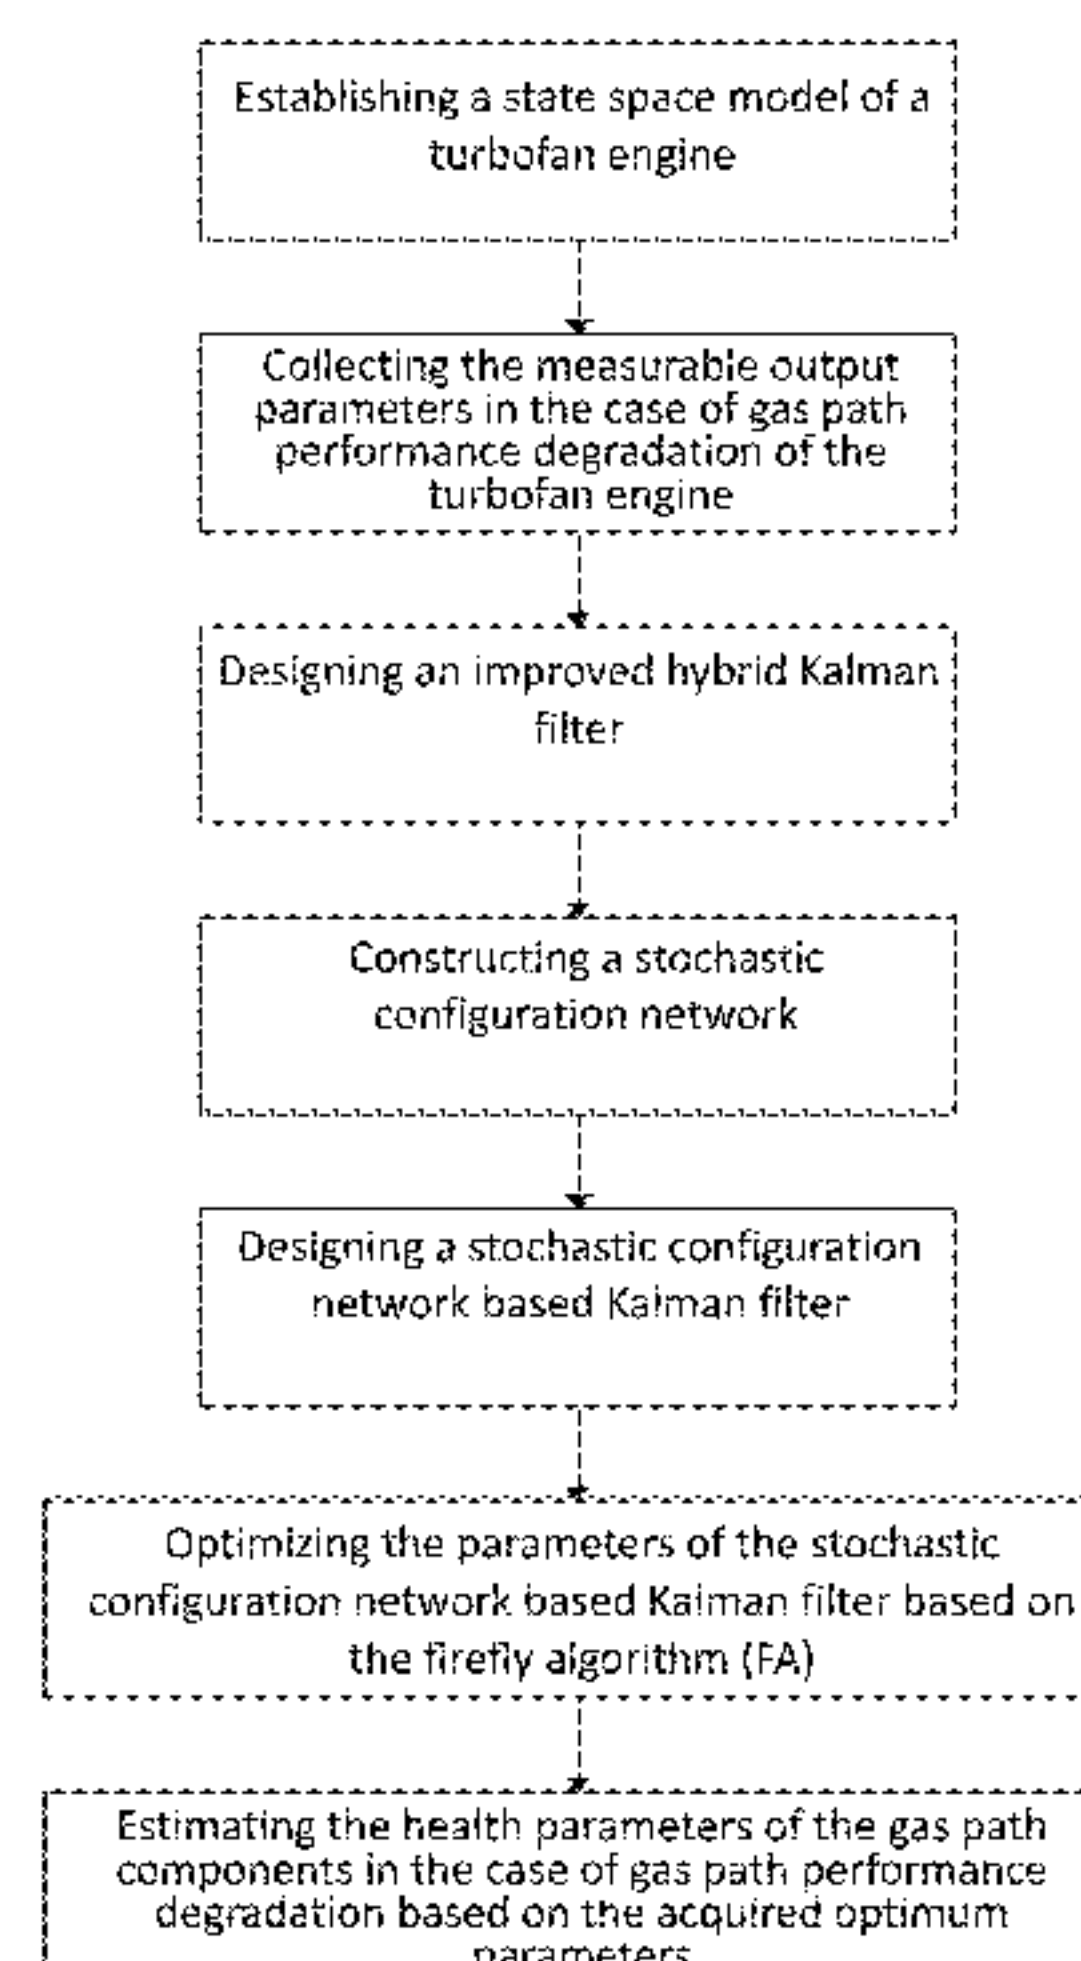 Establishing a state space model of a
turbofan engine
Collecting the measurable output
parameters in the case of gas path
performance degradation of the
turbofan engine
Designing an improved hybrid Kalman
filter
Constructing a stochastic
configuration network
Designing a stochastic configuration
network based Kalman filter
Optimizing the parameters of the stochastic
configuration network based Kalman filter based on
the firefly algorithm (FA)
Estimating the health parameters of the gas path
components in the case of gas path performance
degradation based on the acquired optimum
parameters